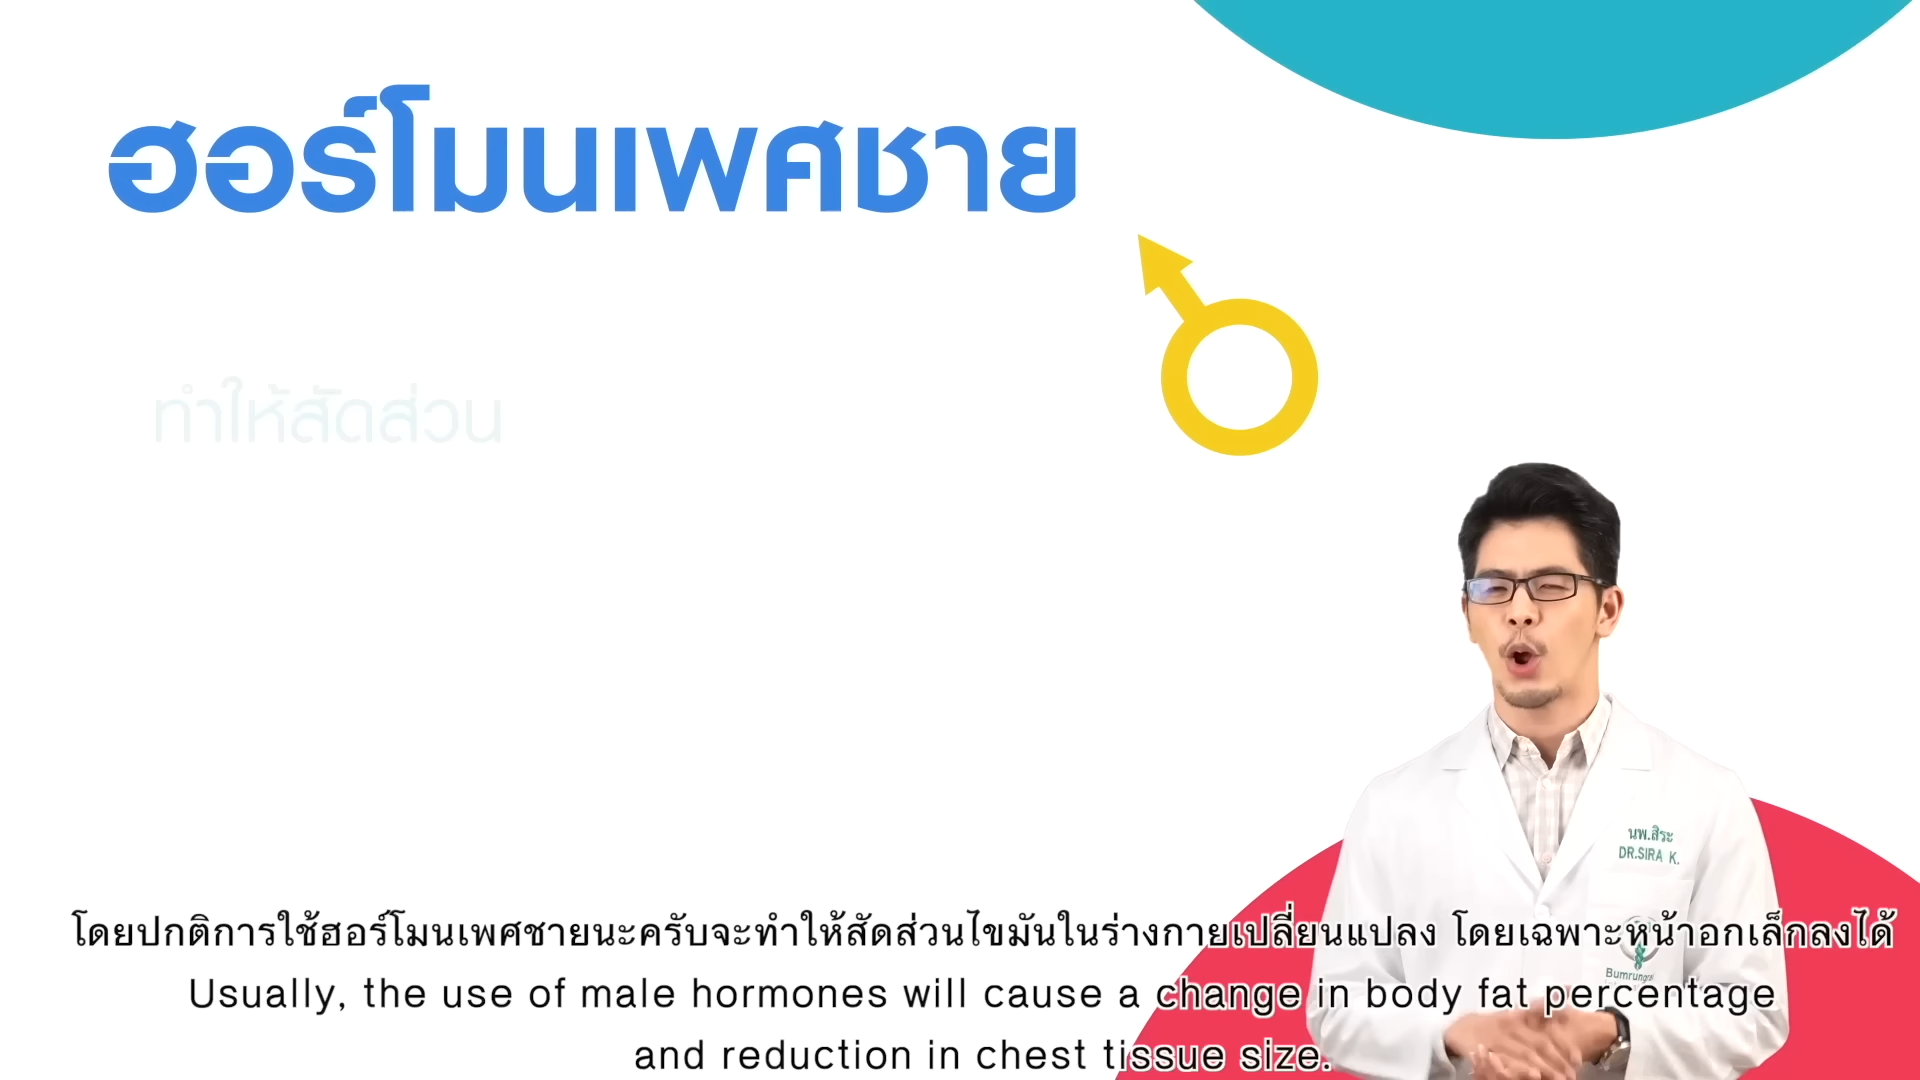 ฮอร์โมนเพศชาย
ทำให้สัดส่วน
นพ.สิระ
DR.SIRA K.
โดยปกติการใช้ฮอร์โมนเพศชายนะครับจะทำให้สัดส่วนไขมันในร่างกายเปลี่ยนแปลง โดยเฉพาะหน้าอกเล็กลงได้
Usually, the use of male hormones will cause a change in body fat percentage
and reduction in chest tissue size.